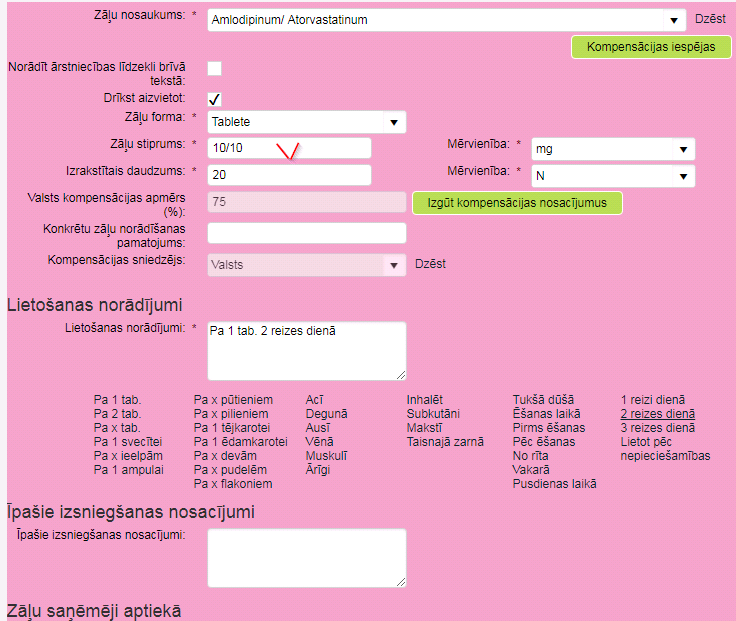 Zāļu nosaukums: * Amlodipinum/ Atorvastatinum Dzēst
Kompensācijas iespējas
Norādīt ārstniecības līdzekli brīvā
tekstā:
Drīkst aizvietot:
Zāļu forma: * Tablete
Zāļu stiprums: * 10/10 Mērvienība: * mg
Izrakstītais daudzums: * 20 Mērvienība: * N
Valsts kompensācijas apmērs
(%): 75 Izgūt kompensācijas nosacījumus
Konkrētu zāļu norādīšanas
pamatojums:
Kompensācijas sniedzējs: Valsts Dzēst
Lietošanas norādījumi
Lietošanas norādījumi: * Pa 1 tab. 2 reizes dienā
Pa 1 tab. Pa x pūtieniem Acī Inhalēt Tukšā dūšā 1 reizi dienā
Pa 2 tab. Pa x pilieniem Degunā Subkutāni Ēšanas laikā 2 reizes dienā
Pa x tab. Pa 1 tējkarotei Ausī Makstī Pirms ēšanas 3 reizes dienā
Pa 1 svecītei Pa 1 ēdamkarotei Vēnā Taisnajā zarnā Pēc ēšanas Lietot pēc
Pa x ieelpām Pa x devām Muskulī No rīta nepieciešamības
Pa 1 ampulai Pa x pudelēm Ārīgi Vakarā
Pa x flakoniem Pusdienas laikā
Īpašie izsniegšanas nosacījumi
Īpašie izsniegšanas nosacījumi:
Zāļu saņēmēji aptiekā